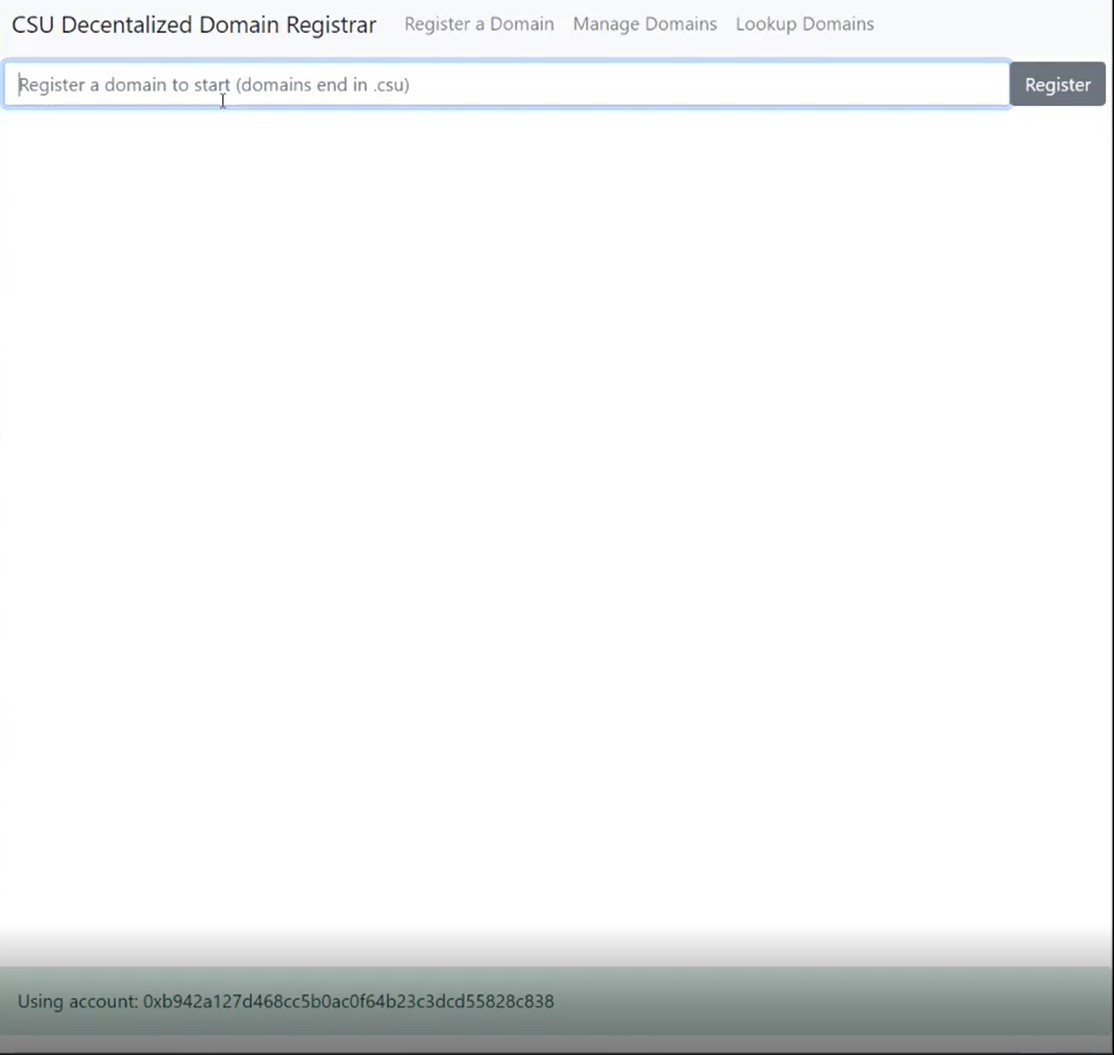 CSU Decentalized Domain Registrar Register a Domain Manage Domains Lookup Domains
Register a domain to start (domains end in .csu) Register
Using account: 0xb942a127d468cc5b0ac0f64b23c3dcd55828c838